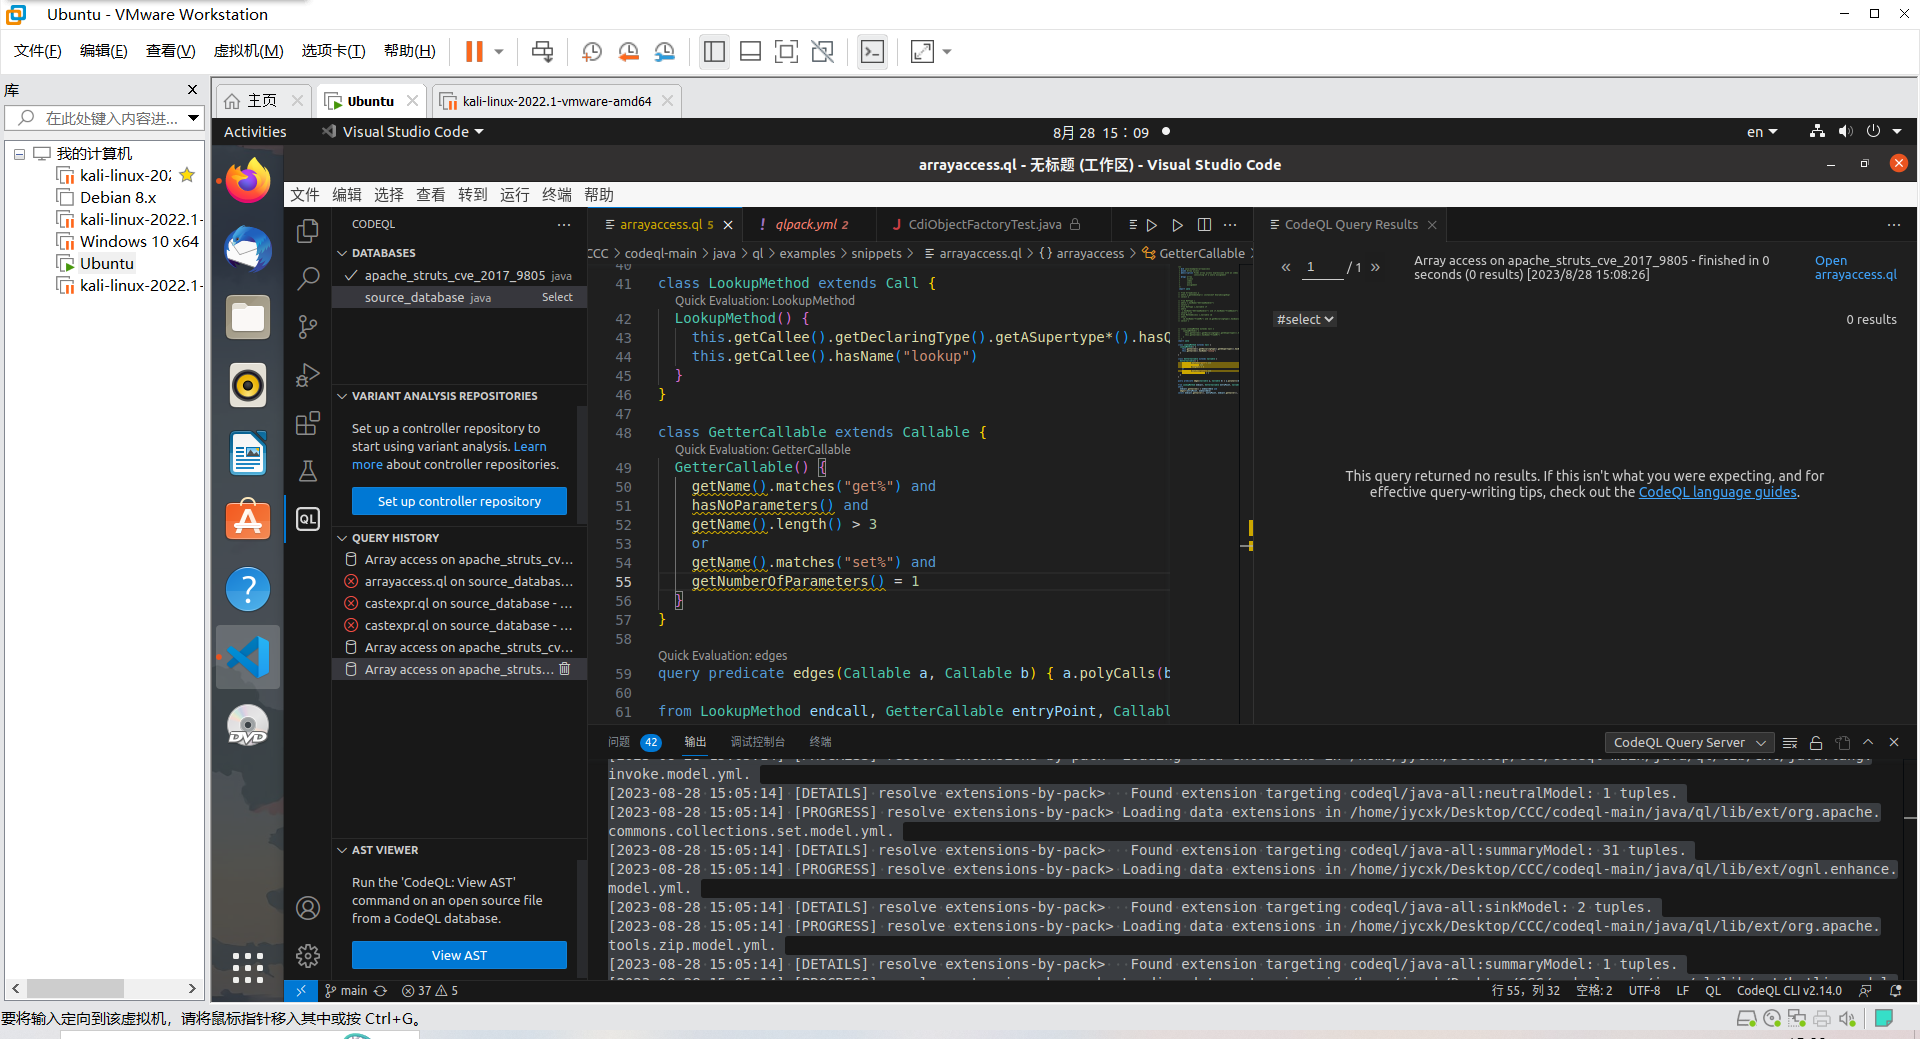 Ubuntu - VMware Workstation
文件(F) 编辑(E) 查看(V) 虚拟机(M) 选项卡(T) 帮助(H)
库
在此处键入内容进...
我的计算机
kali-linux-202
Debian 8.x
kali-linux-2022.1-
Windows 10 x64
Ubuntu
kali-linux-2022.1-
主页
Ubuntu
kali-linux-2022.1-vmware-amd64
Activities
Visual Studio Code
8月 28 15：09
en
arrayaccess.ql - 无标题 (工作区) - Visual Studio Code
文件 编辑 选择 查看 转到 运行 终端 帮助
CODEQL
DATABASES
apache_struts_cve_2017_9805 java
source_database java Select
VARIANT ANALYSIS REPOSITORIES
Set up a controller repository to
start using variant analysis. Learn
more about controller repositories.
Set up controller repository
QUERY HISTORY
Array access on apache_struts_cv...
arrayaccess.ql on source_databas...
castexpr.ql on source_database - ...
castexpr.ql on source_database - ...
Array access on apache_struts_cv...
Array access on apache_struts...
AST VIEWER
Run the 'CodeQL: View AST'
command on an open source file
from a CodeQL database.
View AST
QL
DVD
arrayaccess.ql 5
! qlpack.yml 2
J CdiObjectFactoryTest.java
CCC > codeql-main > java > ql > examples > snippets > arrayaccess.ql > {} arrayaccess > GetterCallable
40
41 class LookupMethod extends Call {
Quick Evaluation: LookupMethod
42 LookupMethod() {
43 this.getCallee().getDeclaringType().getASupertype*().hasQ
44 this.getCallee().hasName("lookup")
45 }
46 }
47
48 class GetterCallable extends Callable {
Quick Evaluation: GetterCallable
49 GetterCallable() {
50 getName().matches("get%") and
51 hasNoParameters() and
52 getName().length() > 3
53 or
54 getName().matches("set%") and
55 getNumberOfParameters() = 1
56 }
57 }
58
Quick Evaluation: edges
59 query predicate edges(Callable a, Callable b) { a.polyCalls(b
60
61 from LookupMethod endcall, GetterCallable entryPoint, Callabl
CodeQL Query Results
« 1 / 1 »
Array access on apache_struts_cve_2017_9805 - finished in 0
seconds (0 results) [2023/8/28 15:08:26]
Open
arrayaccess.ql
#select
0 results
This query returned no results. If this isn't what you were expecting, and for
effective query-writing tips, check out the CodeQL language guides.
问题 42 输出 调试控制台 终端
CodeQL Query Server
invoke.model.yml.
[2023-08-28 15:05:14] [DETAILS] resolve extensions-by-pack> Found extension targeting codeql/java-all:neutralModel: 1 tuples.
[2023-08-28 15:05:14] [PROGRESS] resolve extensions-by-pack> Loading data extensions in /home/jycxk/Desktop/CCC/codeql-main/java/ql/lib/ext/org.apache.
commons.collections.set.model.yml.
[2023-08-28 15:05:14] [DETAILS] resolve extensions-by-pack> Found extension targeting codeql/java-all:summaryModel: 31 tuples.
[2023-08-28 15:05:14] [PROGRESS] resolve extensions-by-pack> Loading data extensions in /home/jycxk/Desktop/CCC/codeql-main/java/ql/lib/ext/ognl.enhance.
model.yml.
[2023-08-28 15:05:14] [DETAILS] resolve extensions-by-pack> Found extension targeting codeql/java-all:sinkModel: 2 tuples.
[2023-08-28 15:05:14] [PROGRESS] resolve extensions-by-pack> Loading data extensions in /home/jycxk/Desktop/CCC/codeql-main/java/ql/lib/ext/org.apache.
tools.zip.model.yml.
[2023-08-28 15:05:14] [DETAILS] resolve extensions-by-pack> Found extension targeting codeql/java-all:summaryModel: 1 tuples.
main 37 5
行 55，列 32 空格: 2 UTF-8 LF QL CodeQL CLI v2.14.0
要将输入定向到该虚拟机，请将鼠标指针移入其中或按 Ctrl+G。